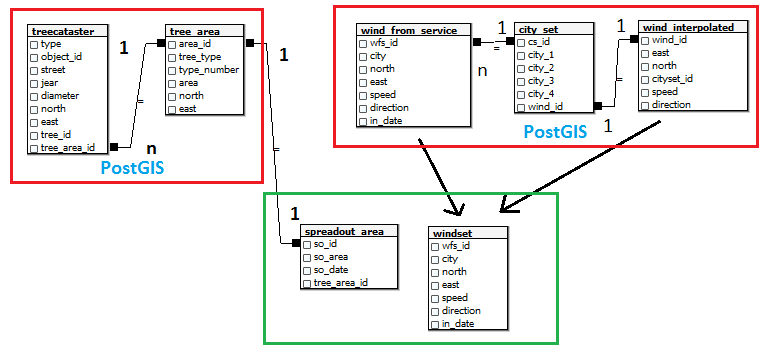 treecataster
type
object_id
street
jear
diameter
north
east
tree_id
tree_area_id
1
=
n
tree_area
area_id
tree_type
type_number
area
north
east
PostGIS
1
=
1
wind_from_service
wfs_id
city
north
east
speed
direction
in_date
1
=
n
city_set
cs_id
city_1
city_2
city_3
city_4
wind_id
1
=
1
wind_interpolated
wind_id
east
north
cityset_id
speed
direction
PostGIS
spreadout_area
so_id
so_area
so_date
tree_area_id
windset
wfs_id
city
north
east
speed
direction
in_date